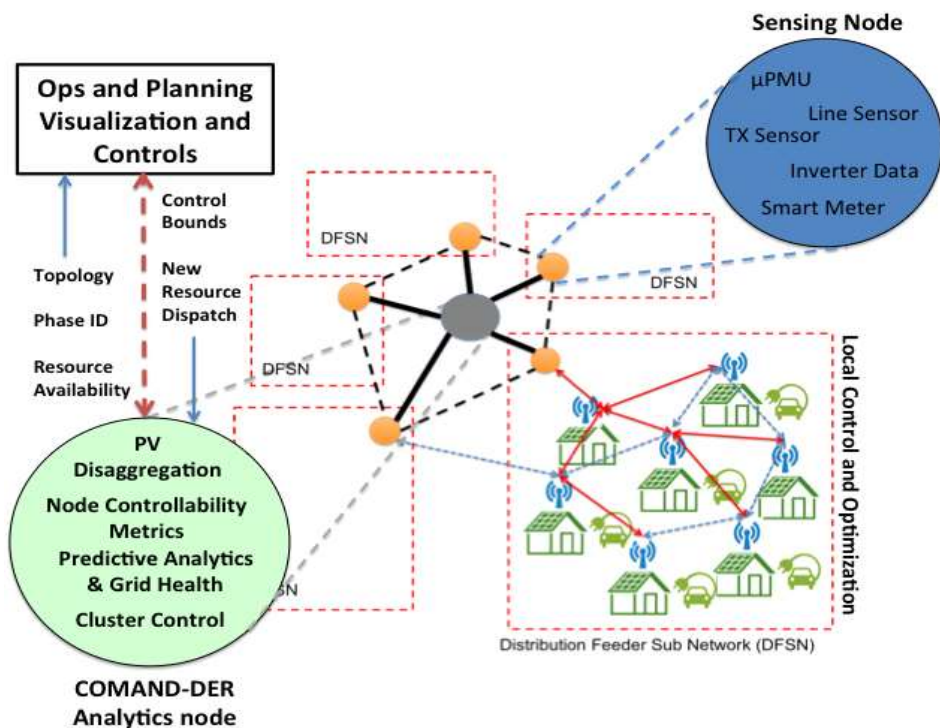 Sensing Node
µPMU
Line Sensor
TX Sensor
Inverter Data
Smart Meter
Ops and Planning
Visualization and
Controls
Control
Bounds
Topology
New
Resource
Dispatch
Phase ID
Resource
Availability
DFSN
DFSN
DFSN
SN
PV
Disaggregation
Node Controllability
Metrics
Predictive Analytics
& Grid Health
Cluster Control
COMAND-DER
Analytics node
Local Control and Optimization
Distribution Feeder Sub Network (DFSN)